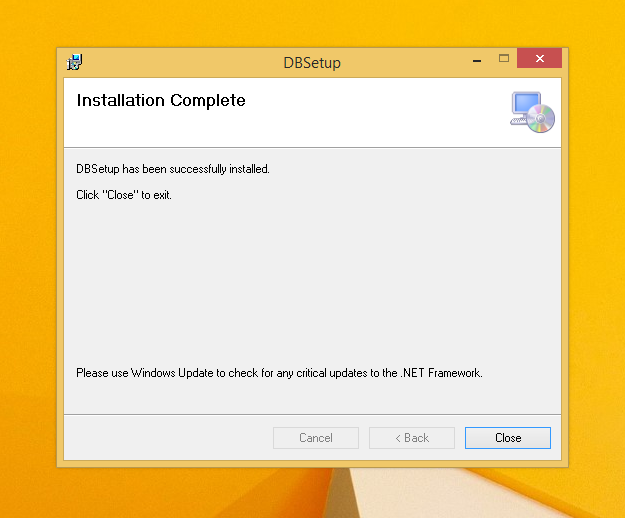 DBSetup
Installation Complete
DBSetup has been successfully installed.
Click "Close" to exit.
Please use Windows Update to check for any critical updates to the .NET Framework.
Cancel
< Back
Close